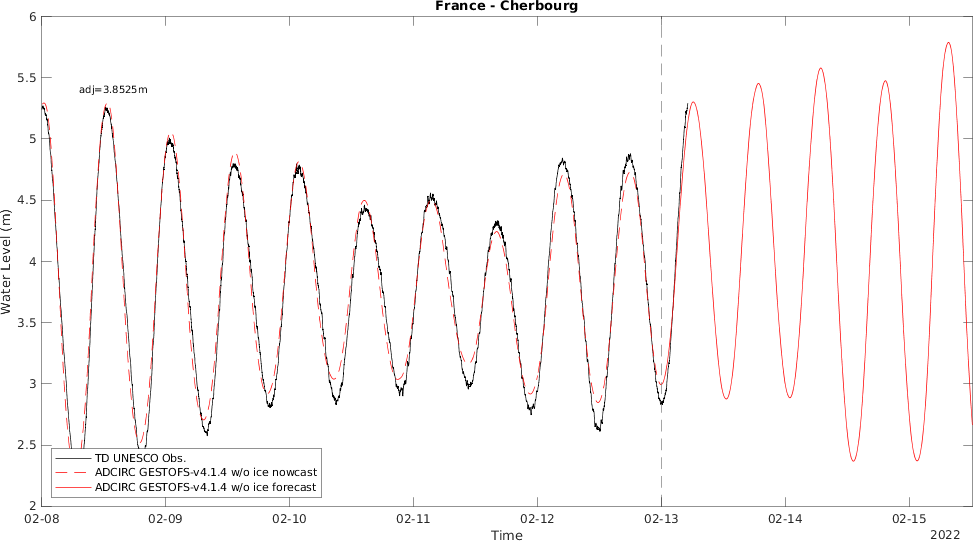 France - Cherbourg
6
5.5
adj=3.8525m
5
4.5
4
3.5
3
2.5
2
Water Level (m)
TD UNESCO Obs.
ADCIRC GESTOFS-v4.1.4 w/o ice nowcast
ADCIRC GESTOFS-v4.1.4 w/o ice forecast
02-08 02-09 02-10 02-11 02-12 02-13 02-14 02-15
Time
2022